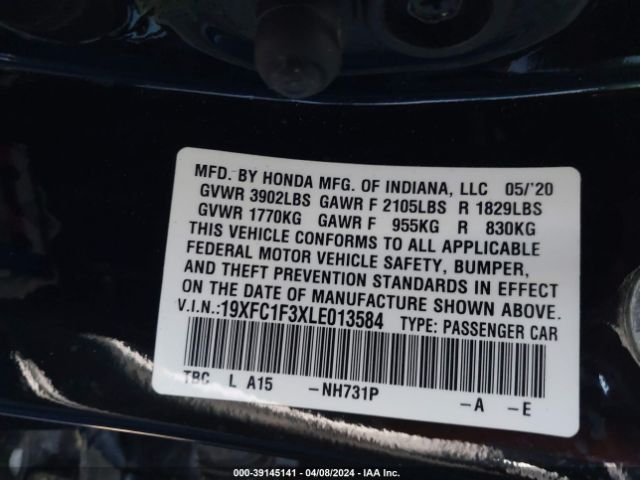 MFD. BY HONDA MFG. OF INDIANA, LLC 05/'20
GVWR 3902LBS GAWR F 2105LBS R 1829LBS
GVWR 1770KG GAWR F 955KG R 830KG
THIS VEHICLE CONFORMS TO ALL APPLICABLE
FEDERAL MOTOR VEHICLE SAFETY, BUMPER,
AND THEFT PREVENTION STANDARDS IN EFFECT
ON THE DATE OF MANUFACTURE SHOWN ABOVE.
V.I.N.:19XFC1F3XLE013584 TYPE: PASSENGER CAR
TBC L A15 -NH731P -A -E
000-39145141 - 04/08/2024 - IAA Inc.